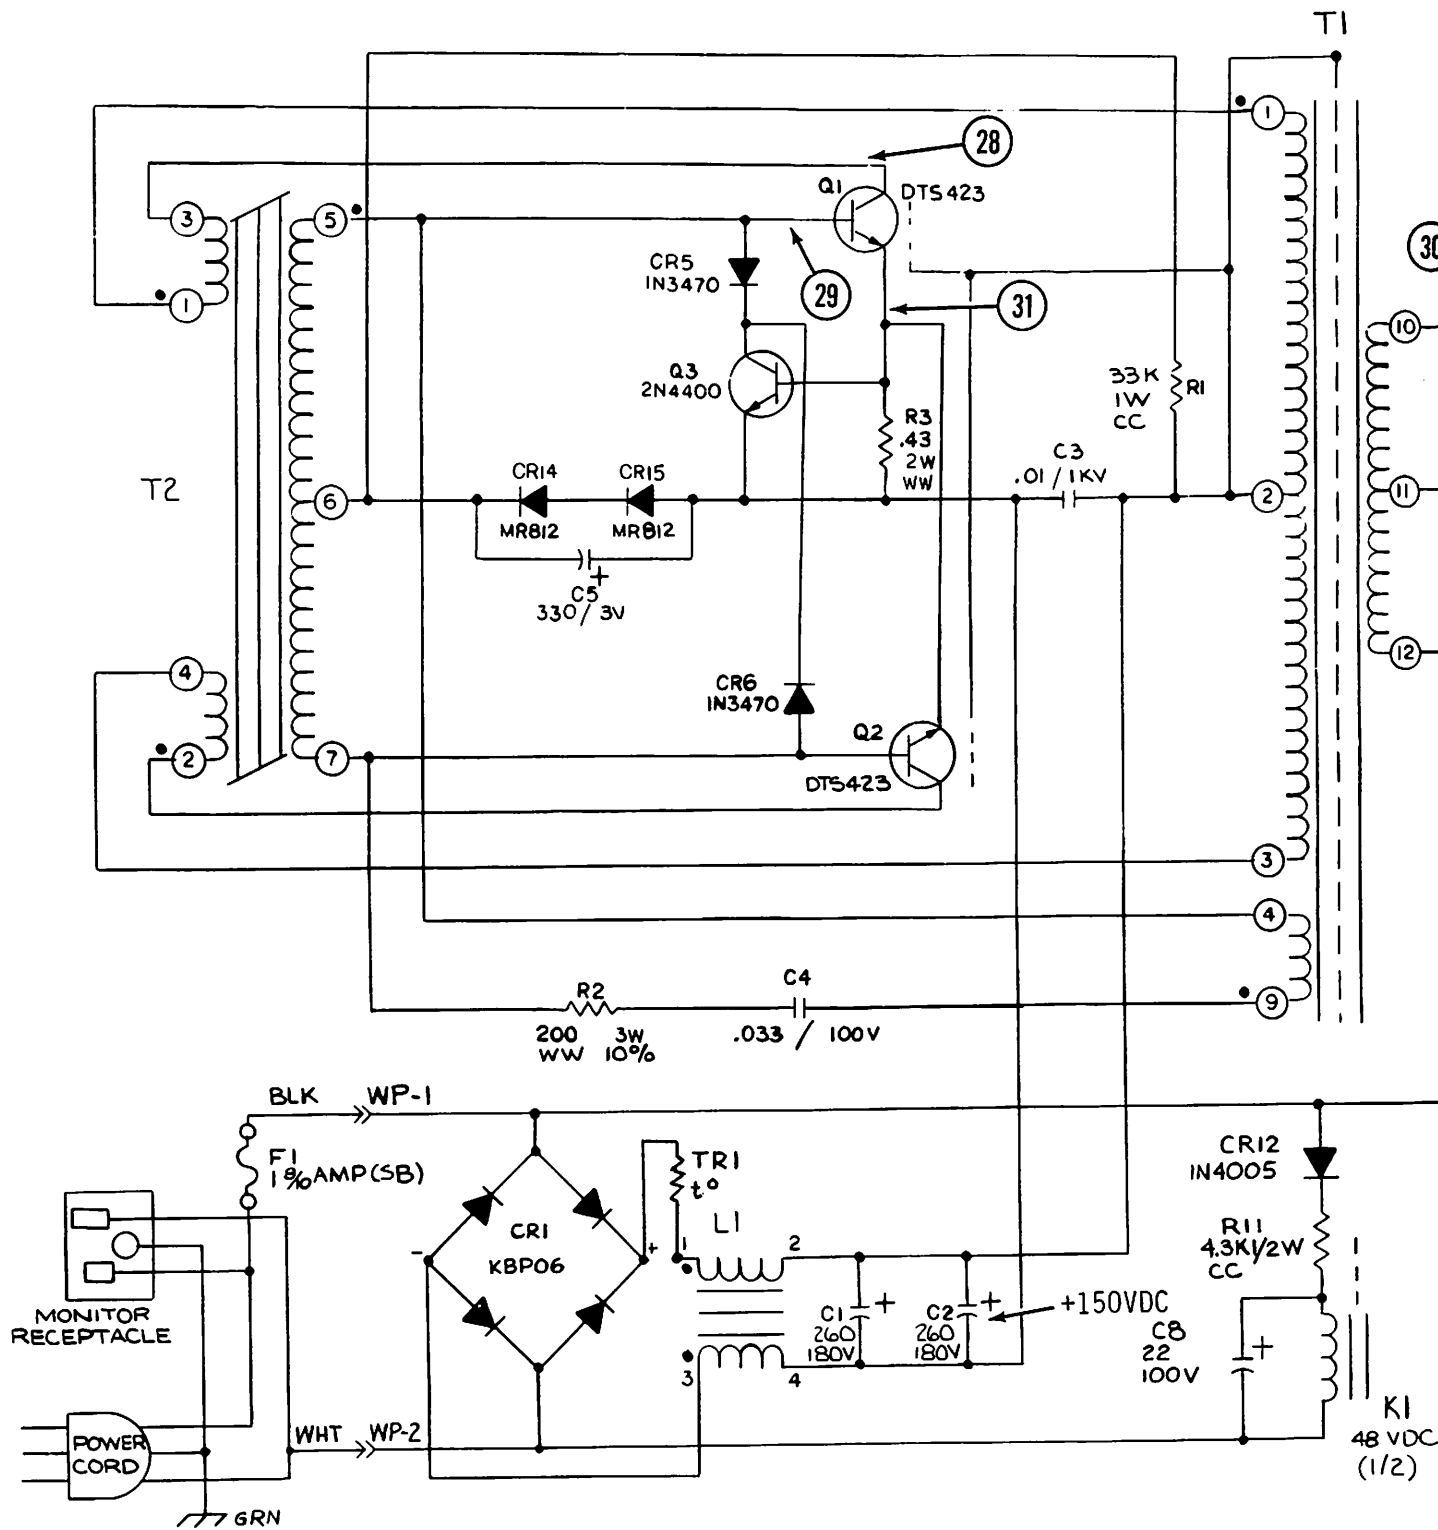 T1
1
28
Q1
DTS423
3
5
CR5
1N3470
29
31
1
10
Q3
2N4400
33K
1W
CC
R1
R3
.43
2W
WW
C3
.01/1KV
T2
CR14
CR15
6
2
11
MR812
MR812
+
C5
330/3V
12
4
CR6
1N3470
Q2
2
7
DTS423
3
4
C4
R2
9
200 3W
WW 10%
.033/100V
BLK
WP-1
F1
AMP(SB)
TR1
t°
CR12
1N4005
L1
CR1
KBP06
-
+
1
2
R11
4.3K1/2W
CC
MONITOR
RECEPTACLE
C1
+
260
180V
C2
+
260
180V
+150VDC
C8
22
100V
+
3
4
K1
48 VDC
(1/2)
POWER
CORD
WHT
WP-2
GRN